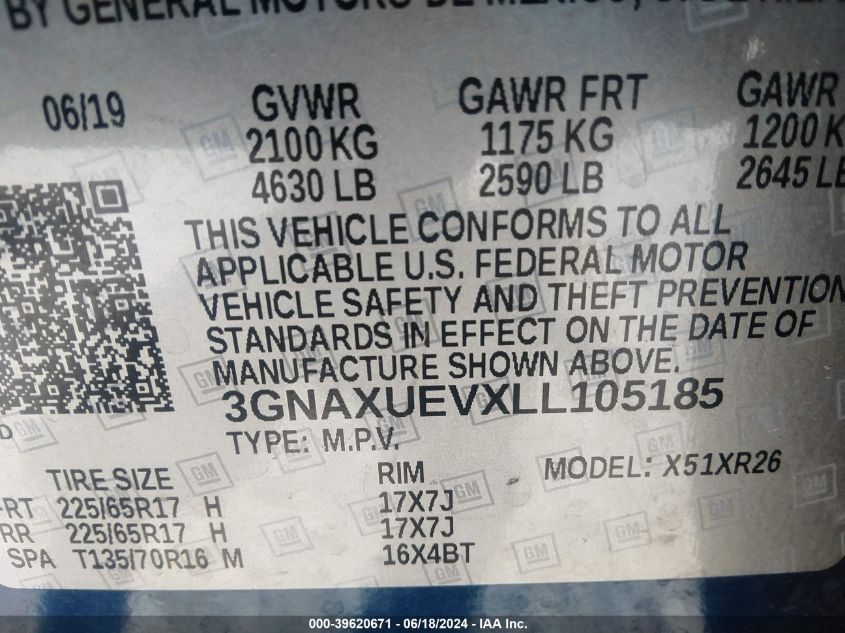 BY GENERAL MOTORS DE MEXICO,
06/19 GVWR GAWR FRT GAWR
2100 KG 1175 KG 1200 K
4630 LB 2590 LB 2645 LB
THIS VEHICLE CONFORMS TO ALL
APPLICABLE U.S. FEDERAL MOTOR
VEHICLE SAFETY AND THEFT PREVENTION
STANDARDS IN EFFECT ON THE DATE OF
MANUFACTURE SHOWN ABOVE.
3GNAXUEVXLL105185
TYPE: M.P.V.
TIRE SIZE RIM MODEL: X51XR26
FRT 225/65R17 H 17X7J
RR 225/65R17 H 17X7J
SPA T135/70R16 M 16X4BT
000-39620671 - 06/18/2024 - IAA Inc.